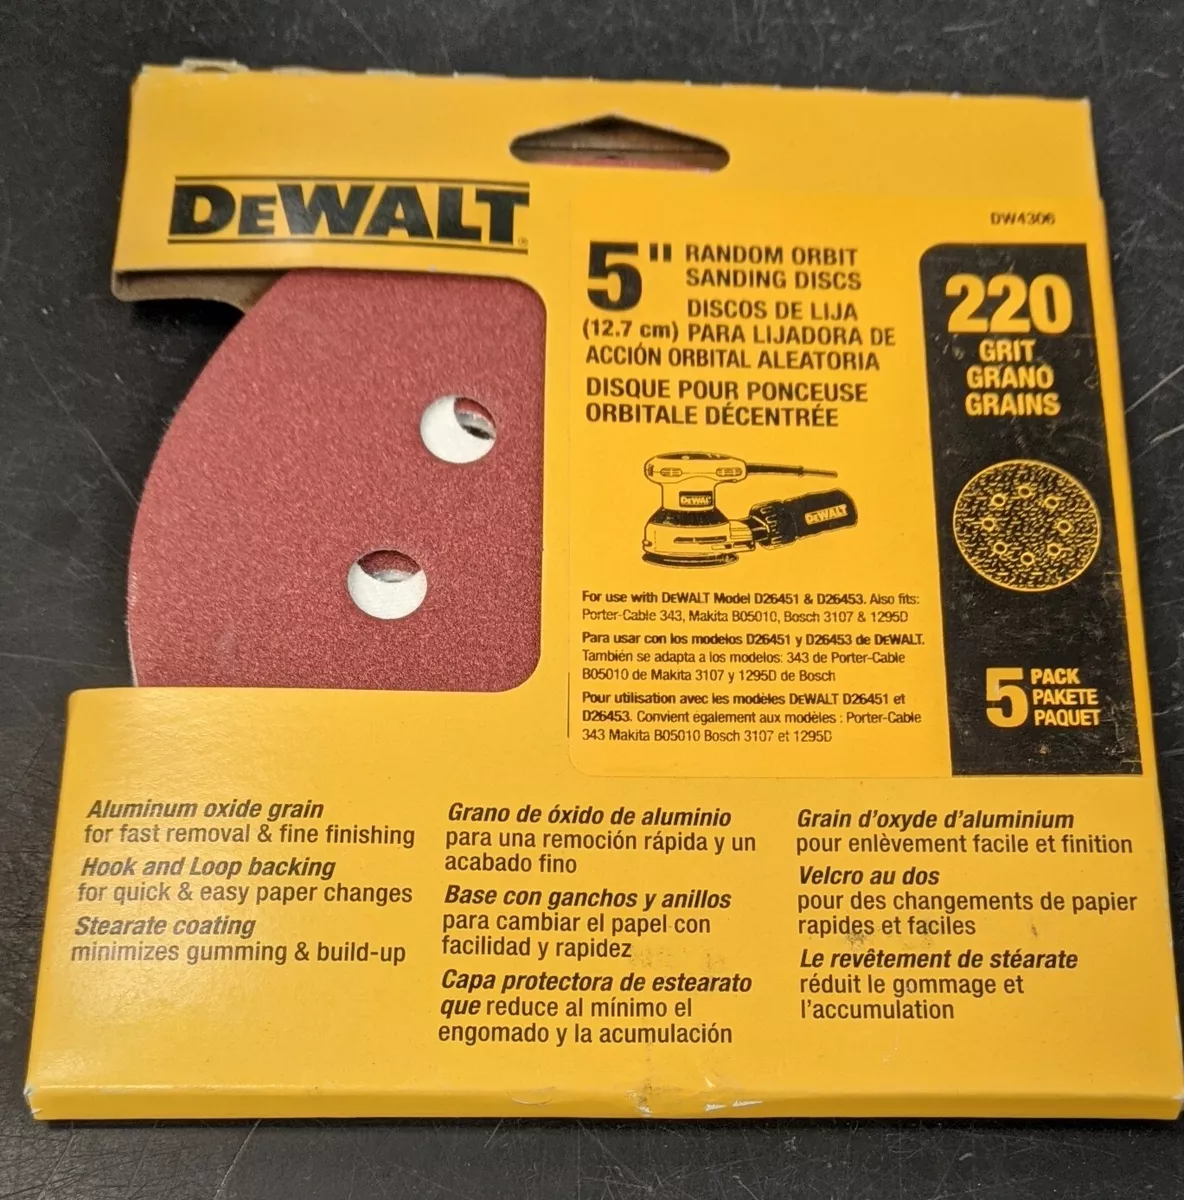 DEWALT
DW4306
5" RANDOM ORBIT
SANDING DISCS
DISCOS DE LIJA
(12.7 cm) PARA LIJADORA DE
ACCIÓN ORBITAL ALEATORIA
DISQUE POUR PONCEUSE
ORBITALE DÉCENTRÉE
220
GRIT
GRANO
GRAINS
DEWALT
DEWALT
For use with DEWALT Model D26451 & D26453. Also fits:
Porter-Cable 343, Makita B05010, Bosch 3107 & 1295D
Para usar con los modelos D26451 y D26453 de DEWALT.
También se adapta a los modelos: 343 de Porter-Cable
B05010 de Makita 3107 y 1295D de Bosch
Pour utilisation avec les modèles DEWALT D26451 et
D26453. Convient également aux modèles : Porter-Cable
343 Makita B05010 Bosch 3107 et 1295D
5 PACK
PAKETE
PAQUET
Aluminum oxide grain
for fast removal & fine finishing
Hook and Loop backing
for quick & easy paper changes
Stearate coating
minimizes gumming & build-up
Grano de óxido de aluminio
para una remoción rápida y un
acabado fino
Base con ganchos y anillos
para cambiar el papel con
facilidad y rapidez
Capa protectora de estearato
que reduce al mínimo el
engomado y la acumulación
Grain d'oxyde d'aluminium
pour enlèvement facile et finition
Velcro au dos
pour des changements de papier
rapides et faciles
Le revêtement de stéarate
réduit le gommage et
l'accumulation